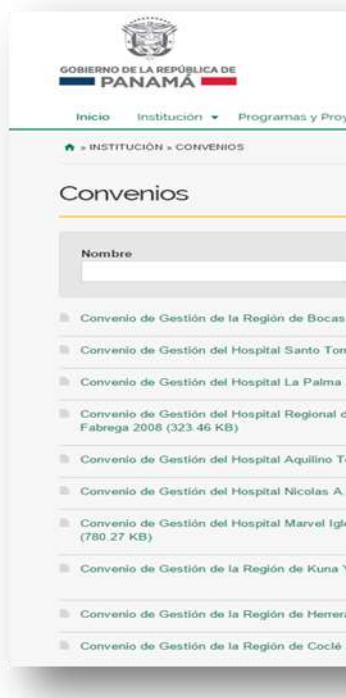 GOBIERNO DE LA REPÚBLICA DE
PANAMÁ
Inicio Institución Programas y Proy
» INSTITUCIÓN » CONVENIOS
Convenios
Nombre
Convenio de Gestión de la Región de Bocas
Convenio de Gestión del Hospital Santo Tom
Convenio de Gestión del Hospital La Palma
Convenio de Gestión del Hospital Regional d
Fabrega 2008 (323.46 KB)
Convenio de Gestión del Hospital Aquilino Te
Convenio de Gestión del Hospital Nicolas A.
Convenio de Gestión del Hospital Marvel Igle
(780.27 KB)
Convenio de Gestión de la Región de Kuna Y
Convenio de Gestión de la Región de Herrera
Convenio de Gestión de la Región de Coclé